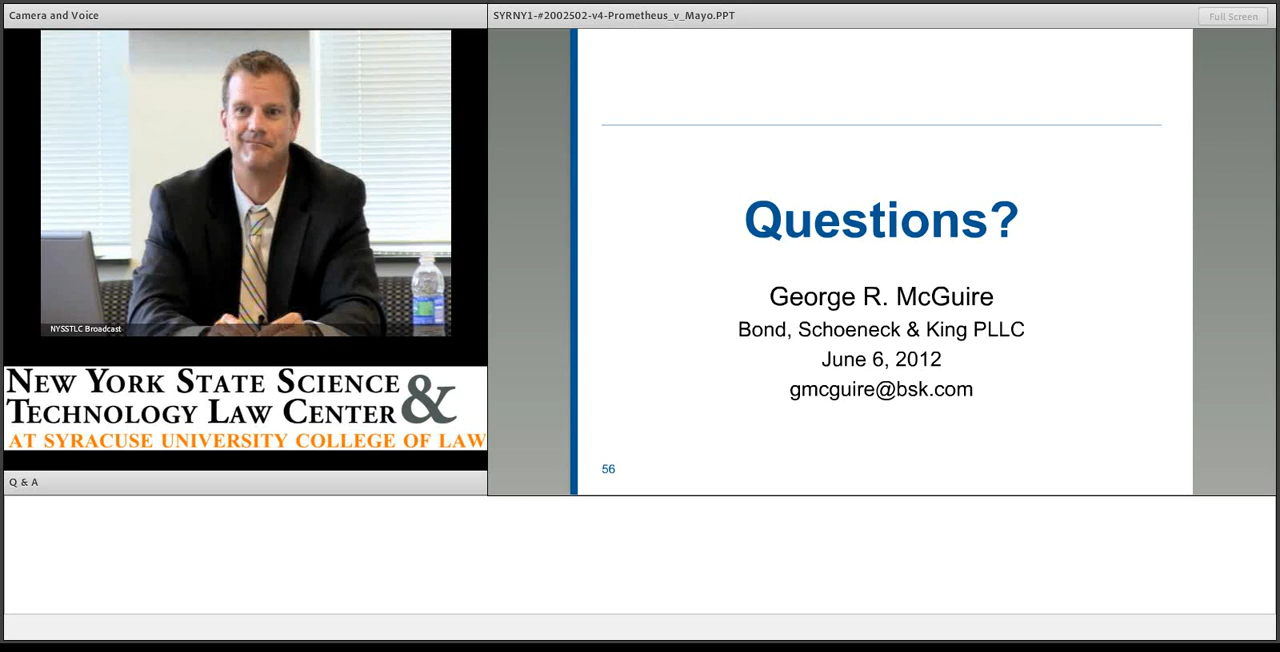 Camera and Voice
SYRNY1-#2002502-v4-Prometheus_v_Mayo.PPT
Full Screen
NYSSTLC Broadcast
NEW YORK STATE SCIENCE
TECHNOLOGY LAW CENTER &
AT SYRACUSE UNIVERSITY COLLEGE OF LAW
Q & A
Questions?
George R. McGuire
Bond, Schoeneck & King PLLC
June 6, 2012
gmcguire@bsk.com
56